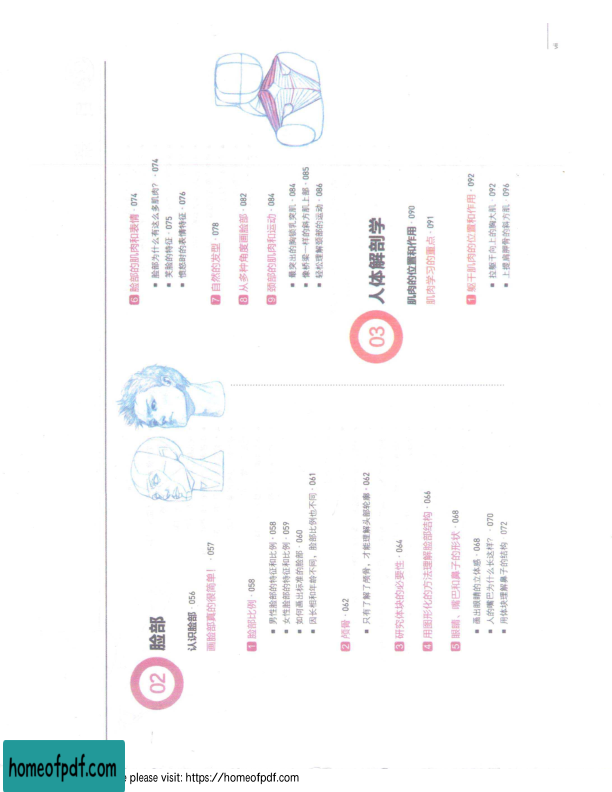 02
脸部
认识脸部 056
画脸部真的很简单! · 057
1 脸部比例 · 058
■ 男性脸部的特征和比例 · 058
■ 女性脸部的特征和比例 · 059
■ 如何画出标准的脸部 · 060
■ 因长相和年龄不同，脸部比例也不同 · 061
2 颅骨 · 062
■ 只有了解了颅骨，才能理解头部轮廓 · 062
3 研究体块的必要性 · 064
4 用图形化的方法理解脸部结构 · 066
5 眼睛、嘴巴和鼻子的形状 · 068
■ 画出眼睛的立体感 · 068
■ 人的嘴巴为什么长这样? · 070
■ 用体块理解鼻子的结构 072
6 脸部的肌肉和表情 · 074
■ 脸部为什么有这么多肌肉? · 074
■ 笑脸的特征 · 075
■ 愤怒时的表情特征 · 076
7 自然的发型 · 078
8 从多种角度画脸部 · 082
9 颈部的肌肉和运动 · 084
■ 最突出的胸锁乳突肌 · 084
■ 像桥梁一样的斜方肌上部 · 085
■ 轻松理解颈部的运动 · 086
03
人体解剖学
肌肉的位置和作用 · 090
肌肉学习的重点 · 091
1 躯干肌肉的位置和作用 · 092
■ 拉躯干向上的胸大肌 092
■ 上提肩胛骨的斜方肌 096
homeofpdf.com
e please visit: https://homeofpdf.com